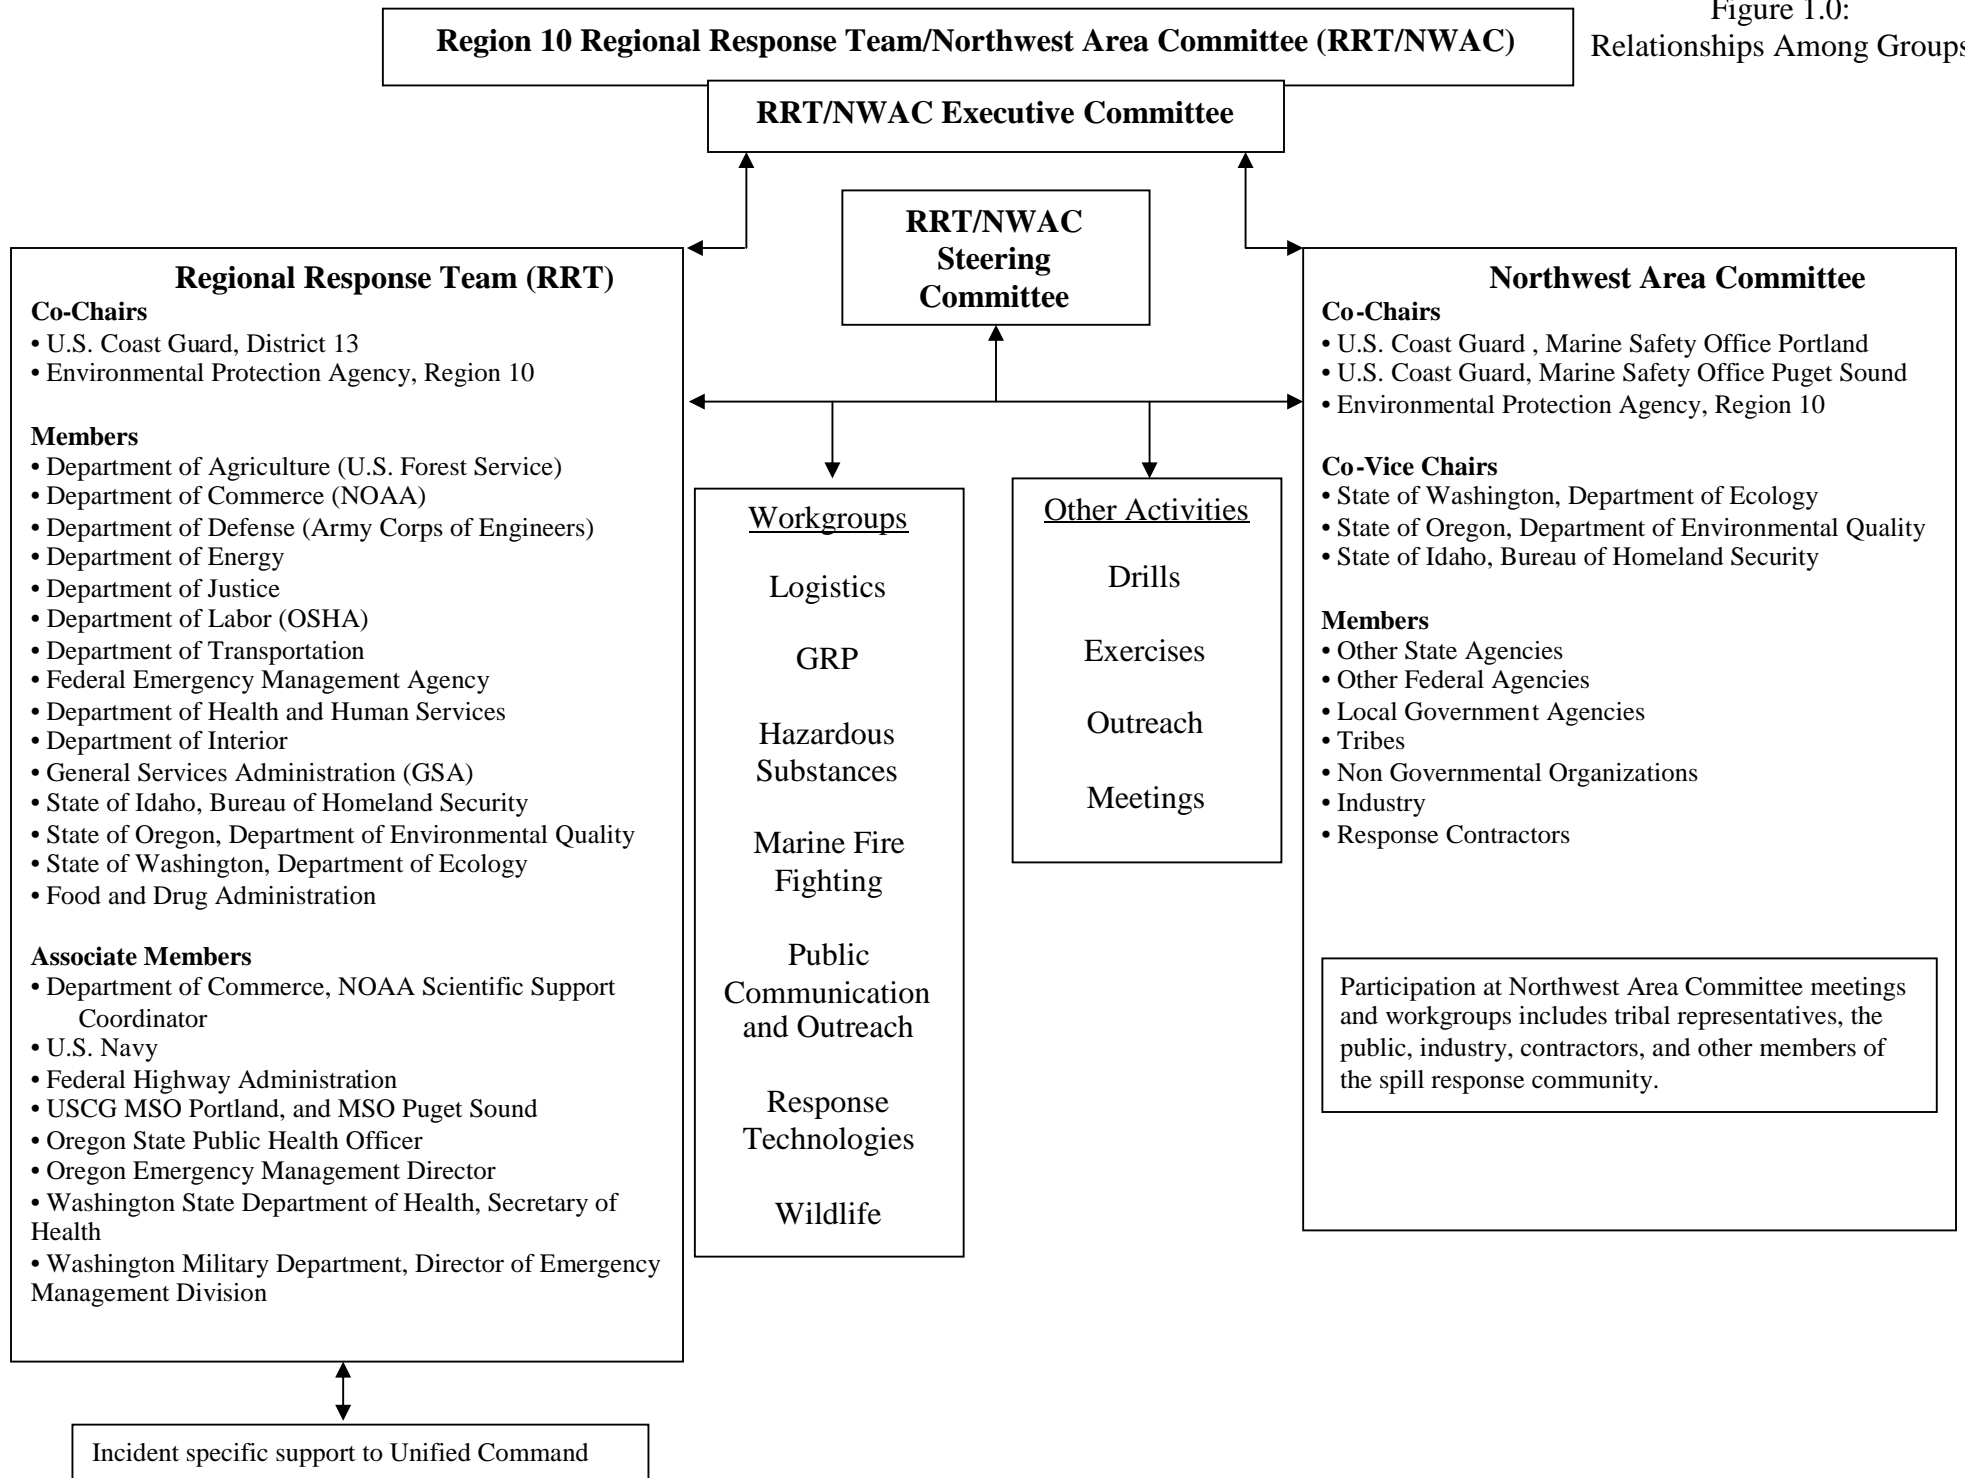 Figure 1.0:
Relationships Among Groups
Region 10 Regional Response Team/Northwest Area Committee (RRT/NWAC)
RRT/NWAC Executive Committee
RRT/NWAC
Steering
Committee
Regional Response Team (RRT)
Co-Chairs
• U.S. Coast Guard, District 13
• Environmental Protection Agency, Region 10
Members
• Department of Agriculture (U.S. Forest Service)
• Department of Commerce (NOAA)
• Department of Defense (Army Corps of Engineers)
• Department of Energy
• Department of Justice
• Department of Labor (OSHA)
• Department of Transportation
• Federal Emergency Management Agency
• Department of Health and Human Services
• Department of Interior
• General Services Administration (GSA)
• State of Idaho, Bureau of Homeland Security
• State of Oregon, Department of Environmental Quality
• State of Washington, Department of Ecology
• Food and Drug Administration
Associate Members
• Department of Commerce, NOAA Scientific Support
Coordinator
• U.S. Navy
• Federal Highway Administration
• USCG MSO Portland, and MSO Puget Sound
• Oregon State Public Health Officer
• Oregon Emergency Management Director
• Washington State Department of Health, Secretary of
Health
• Washington Military Department, Director of Emergency
Management Division
Incident specific support to Unified Command
Workgroups
Logistics
GRP
Hazardous
Substances
Marine Fire
Fighting
Public
Communication
and Outreach
Response
Technologies
Wildlife
Other Activities
Drills
Exercises
Outreach
Meetings
Northwest Area Committee
Co-Chairs
• U.S. Coast Guard , Marine Safety Office Portland
• U.S. Coast Guard, Marine Safety Office Puget Sound
• Environmental Protection Agency, Region 10
Co-Vice Chairs
• State of Washington, Department of Ecology
• State of Oregon, Department of Environmental Quality
• State of Idaho, Bureau of Homeland Security
Members
• Other State Agencies
• Other Federal Agencies
• Local Government Agencies
• Tribes
• Non Governmental Organizations
• Industry
• Response Contractors
Participation at Northwest Area Committee meetings
and workgroups includes tribal representatives, the
public, industry, contractors, and other members of
the spill response community.